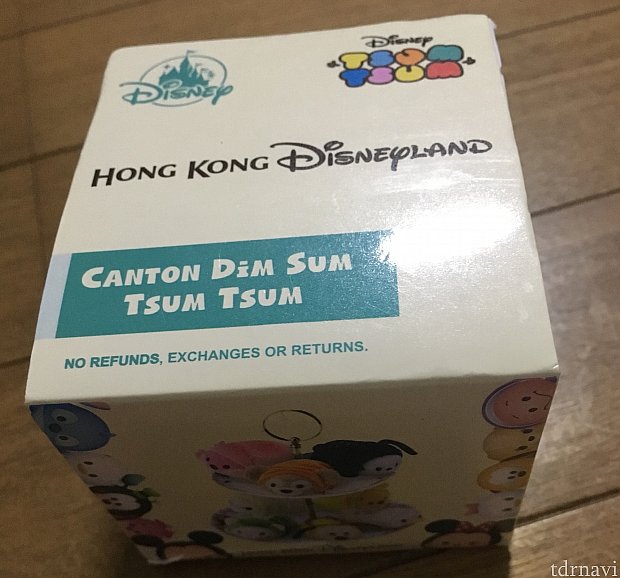 Disney
Disney
TSUM
TSUM
HONG KONG DISNEYLAND
CANTON DIM SUM
TSUM TSUM
NO REFUNDS, EXCHANGES OR RETURNS.
tdrnavi